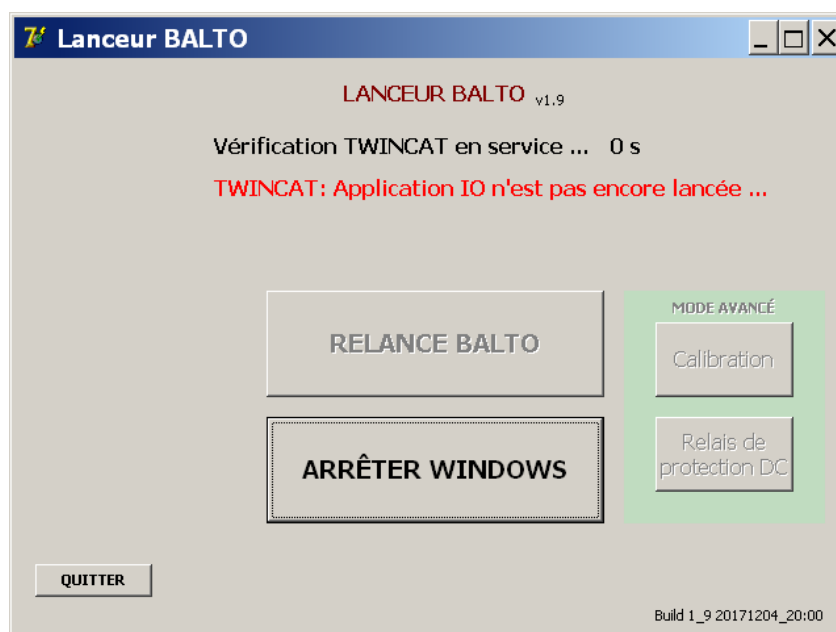 Lanceur BALTO
LANCEUR BALTO v1.9
Vérification TWINCAT en service ... 0 s
TWINCAT: Application IO n'est pas encore lancée ...
RELANCE BALTO
MODE AVANCÉ
Calibration
ARRÊTER WINDOWS
Relais de
protection DC
QUITTER
Build 1_9 20171204_20:00